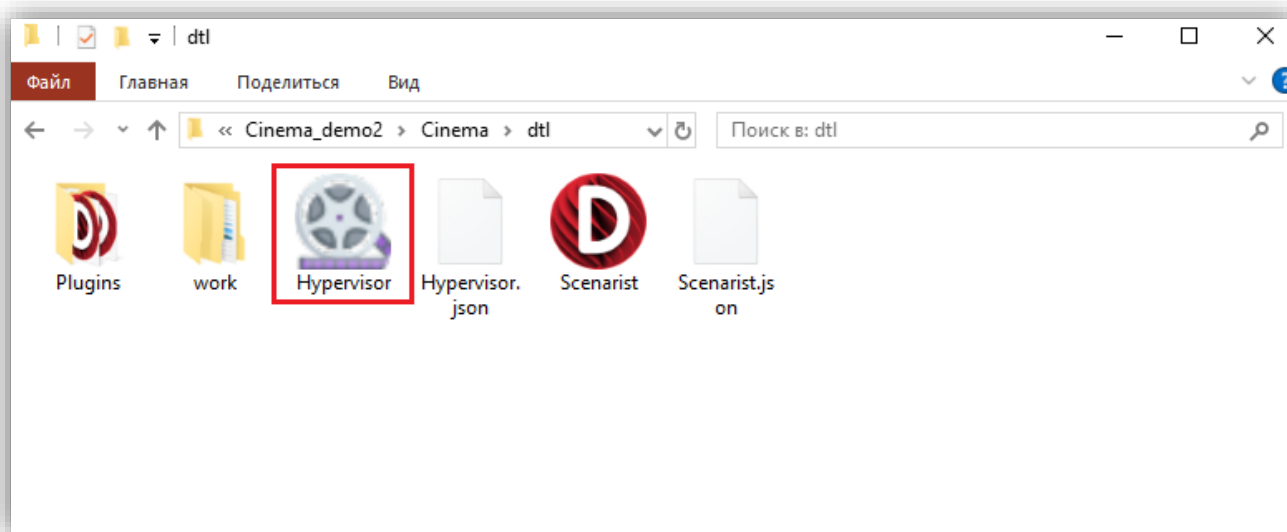 dtl
Файл Главная Поделиться Вид
« Cinema_demo2 › Cinema › dtl Поиск в: dtl
D
Plugins work Hypervisor Hypervisor. Scenarist Scenarist.js
json on